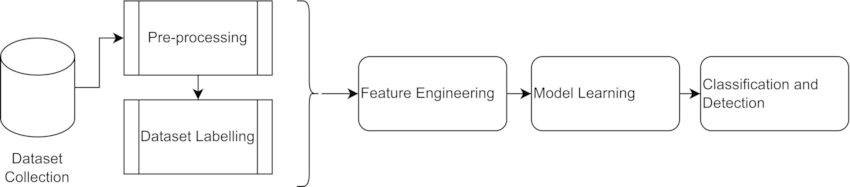 Dataset
Collection
Pre-processing
Dataset Labelling
Feature Engineering
Model Learning
Classification and
Detection